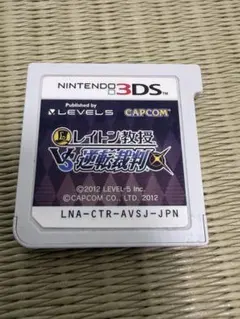 NINTENDO 3DS
Published by
LEVEL5 CAPCOM
レイトン教授
VS 逆転裁判
©2012 LEVEL-5 Inc.
©CAPCOM CO., LTD. 2012
LNA-CTR-AVSJ-JPN